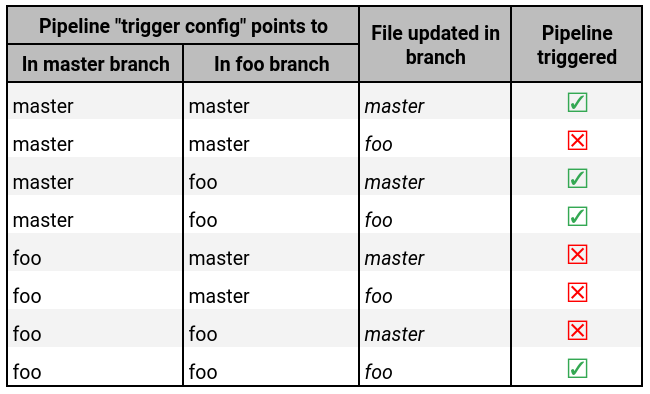 Pipeline "trigger config" points to
File updated in branch
Pipeline triggered
In master branch In foo branch
master master master ☑
master master foo ☒
master foo master ☑
master foo foo ☑
foo master master ☒
foo master foo ☒
foo foo master ☒
foo foo foo ☑